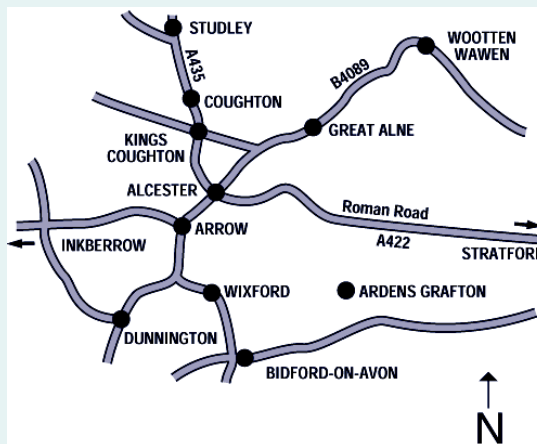 STUDLEY
WOOTTEN
WAWEN
A435
B4089
COUGHTON
GREAT ALNE
KINGS
COUGHTON
ALCESTER
Roman Road
ARROW
A422
INKBERROW
STRATFORD
WIXFORD
ARDENS GRAFTON
DUNNINGTON
BIDFORD-ON-AVON
N